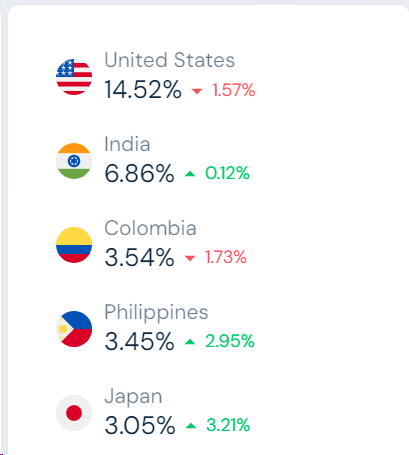 United States
14.52% 1.57%
India
6.86% 0.12%
Colombia
3.54% 1.73%
Philippines
3.45% 2.95%
Japan
3.05% 3.21%